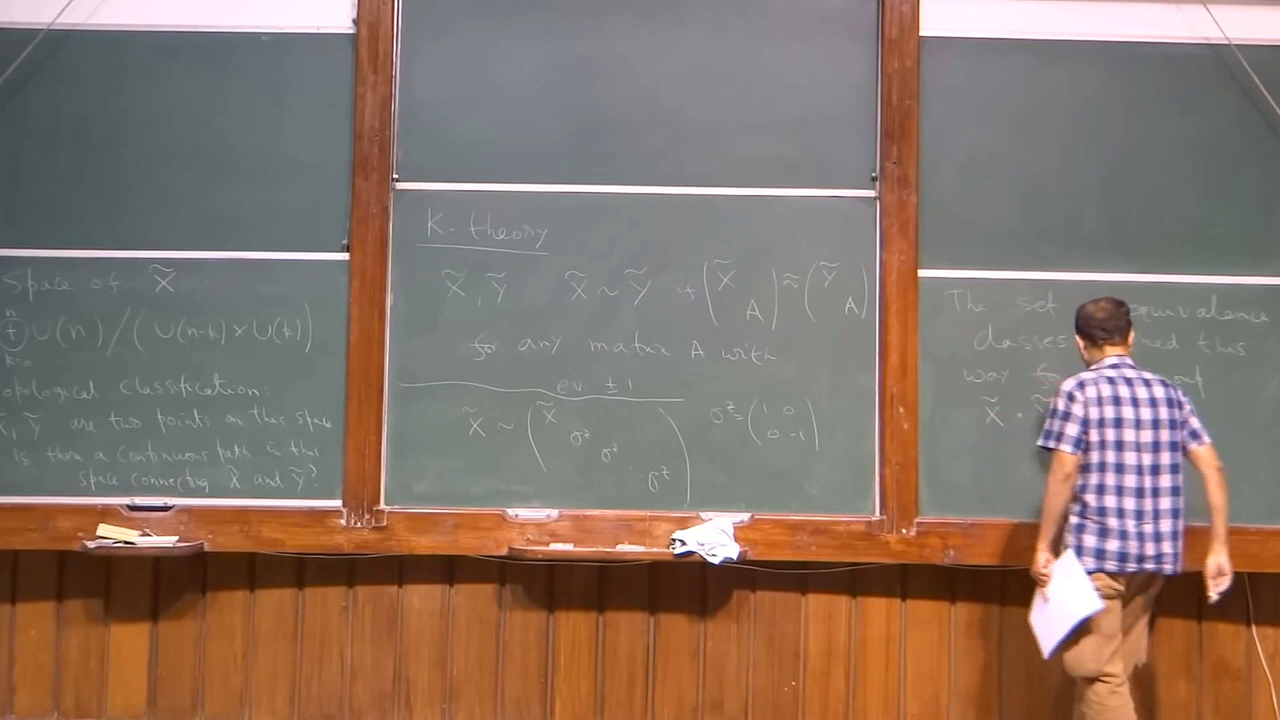 Space of X̃
n
⊕ U(n) / (U(n-k) × U(k))
k=0
opological classification:
X̃, Ỹ are two points on this space
Is there a continuous path in this
space connecting X̃ and Ỹ?
K-theory
X̃, Ỹ X̃ ~ Ỹ if (X̃ A) ≈ (Ỹ A)
for any matrix A with
ev. ±1
X̃ ~ (X̃ σᶻ σᶻ . σᶻ) σᶻ = (1 0 0 -1)
The set equivalence
classes this
way
X̃